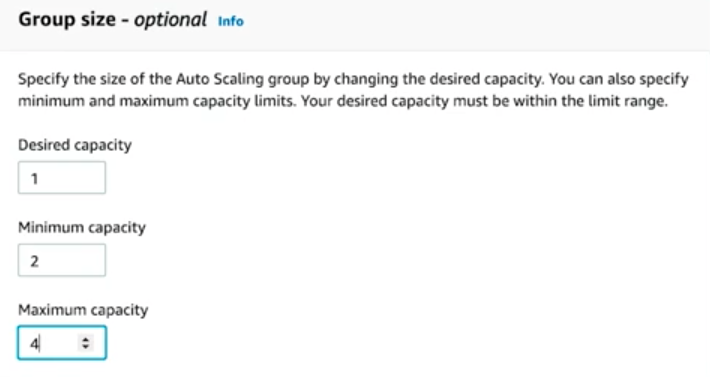 Group size - optional Info
Specify the size of the Auto Scaling group by changing the desired capacity. You can also specify
minimum and maximum capacity limits. Your desired capacity must be within the limit range.
Desired capacity
1
Minimum capacity
2
Maximum capacity
4